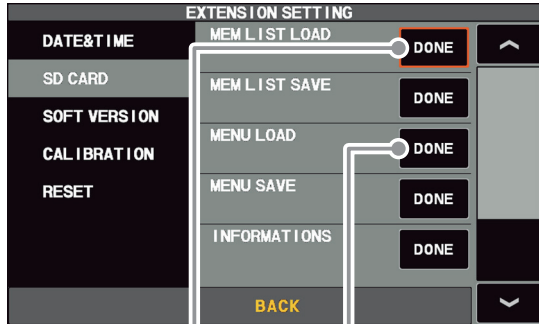 EXTENSION SETTING
DATE&TIME
SD CARD
SOFT VERSION
CALIBRATION
RESET
MEM LIST LOAD DONE
MEM LIST SAVE DONE
MENU LOAD DONE
MENU SAVE DONE
INFORMATIONS DONE
BACK